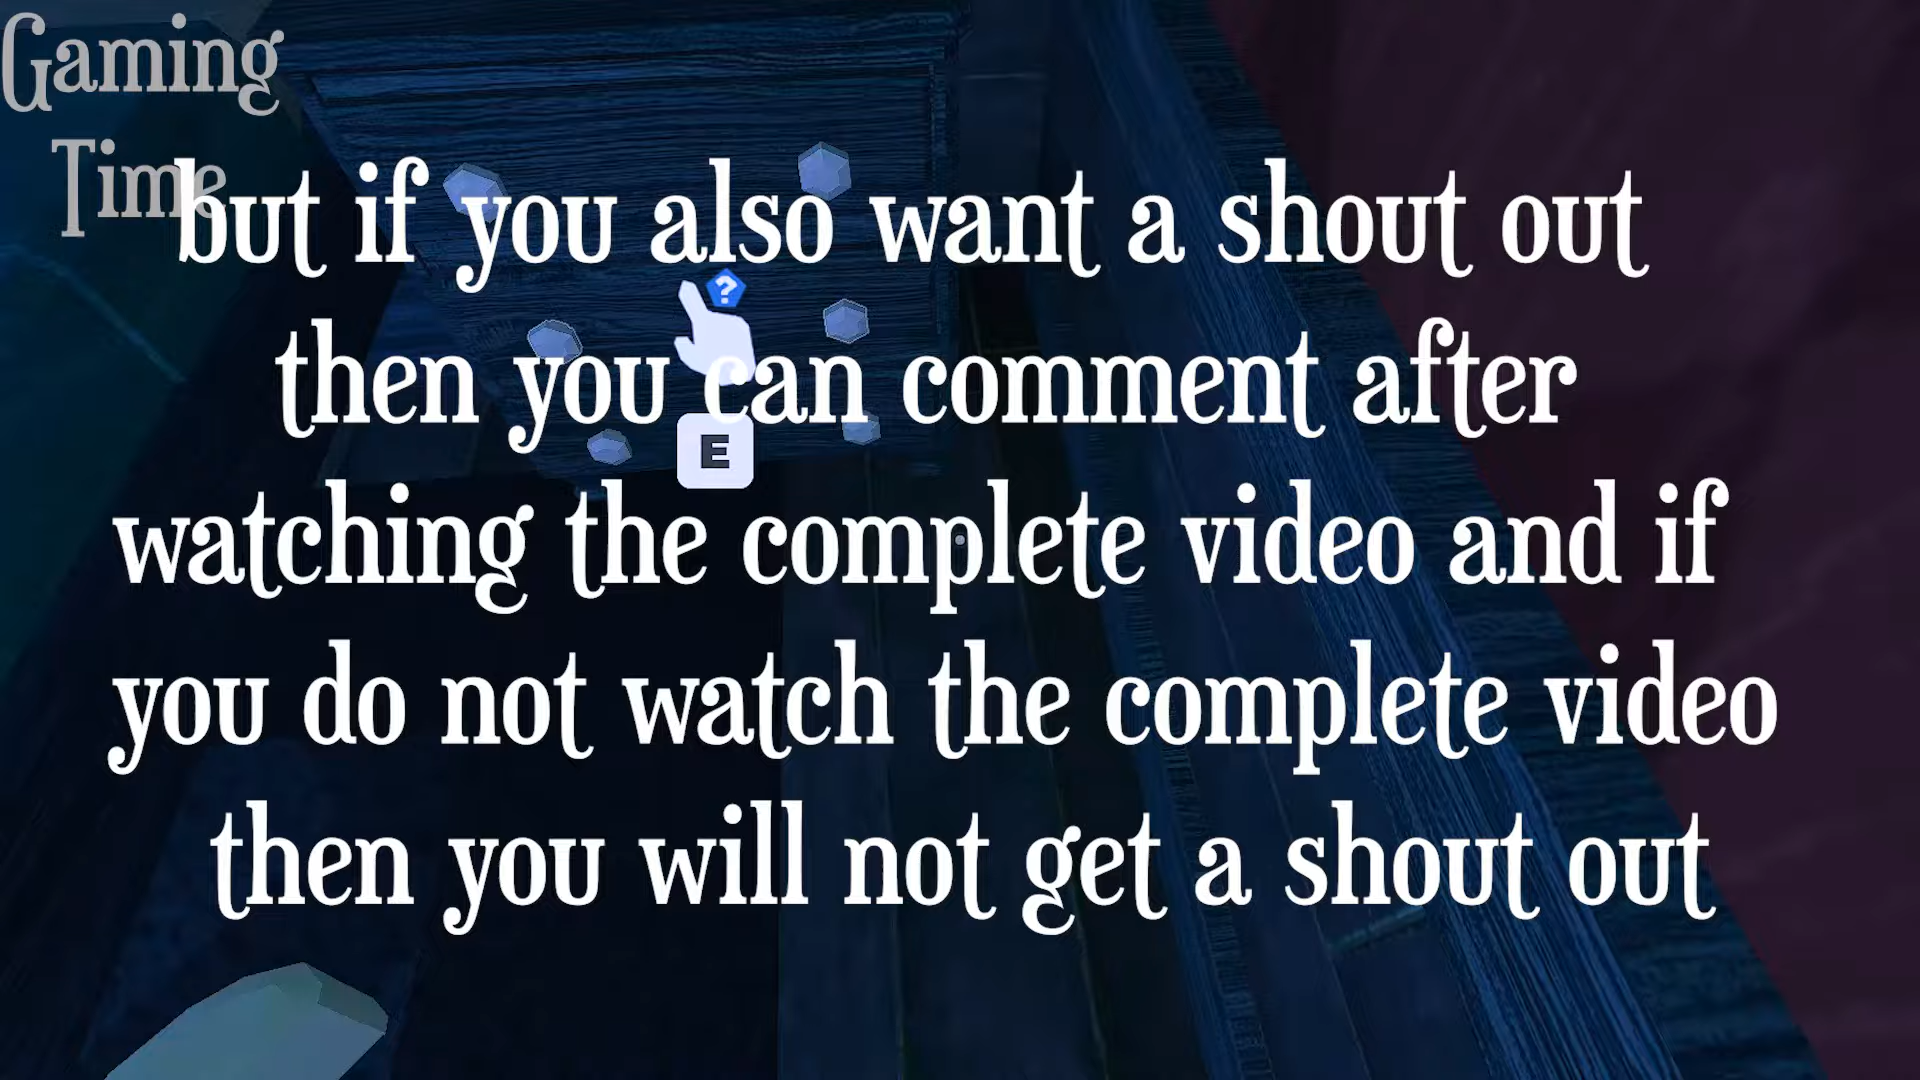 Gaming
Time
but if you also want a shout out
?
then you can comment after
E
watching the complete video and if
you do not watch the complete video
then you will not get a shout out